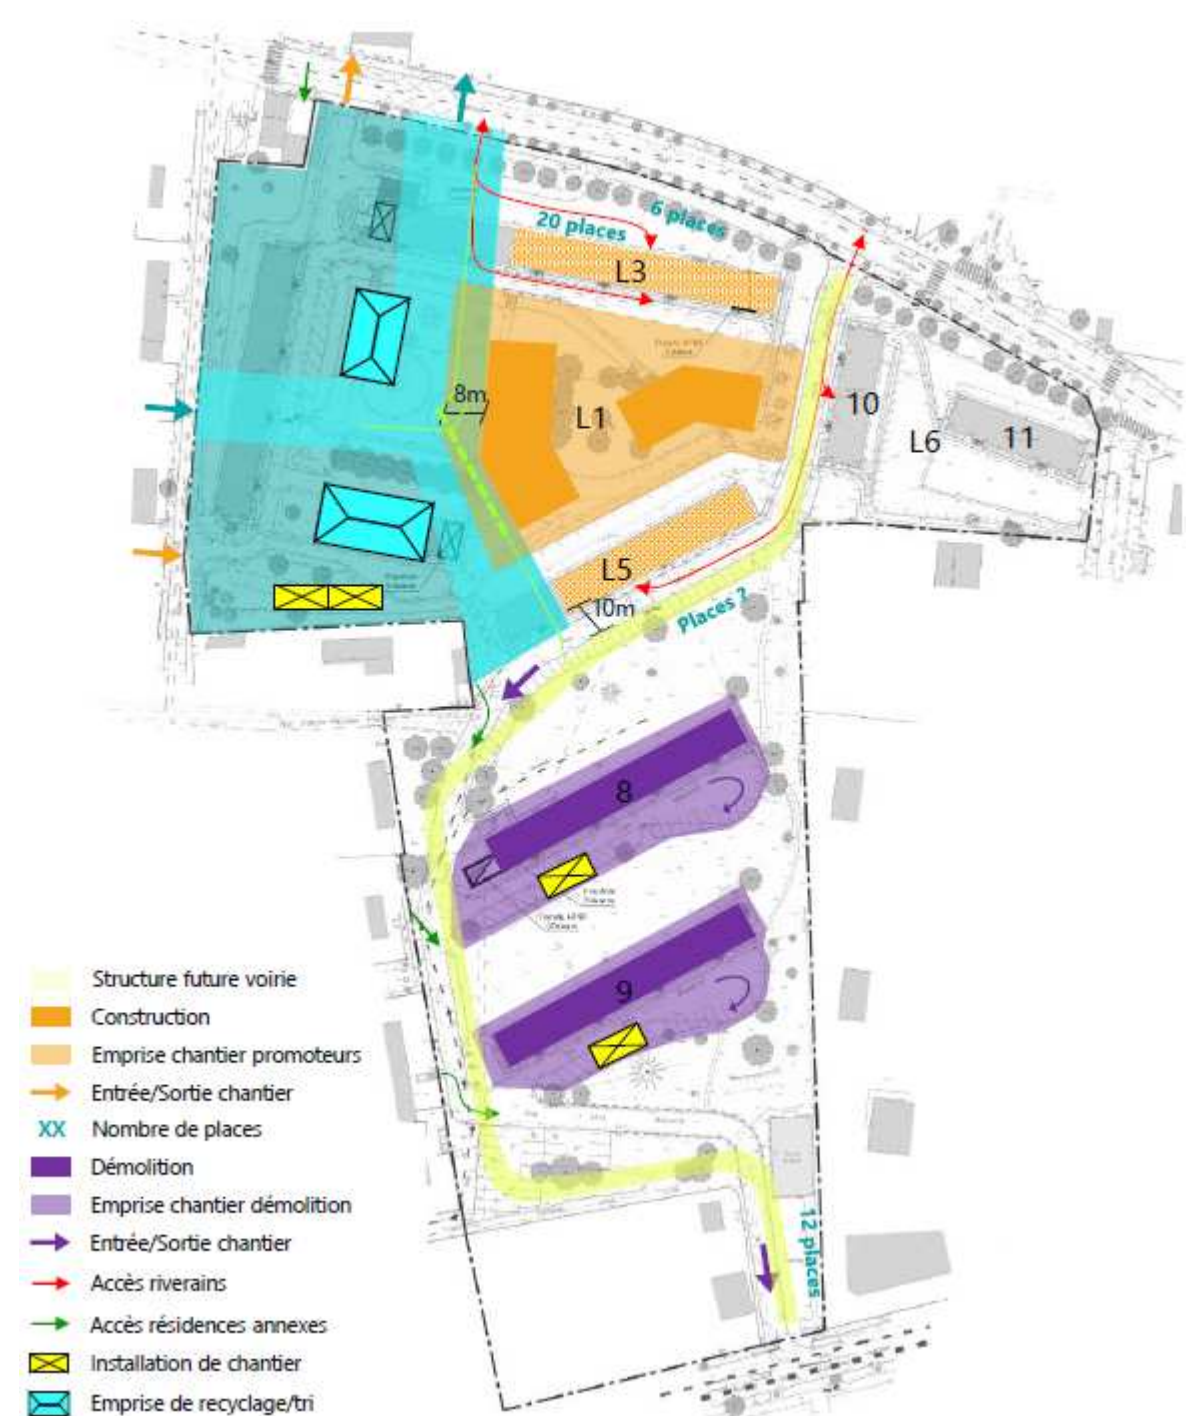 6 places
20 places
L3
8m
L1
10
L6
11
L5
10m
Places ?
8
9
12 places
Structure future voirie
Construction
Emprise chantier promoteurs
Entrée/Sortie chantier
XX Nombre de places
Démolition
Emprise chantier démolition
Entrée/Sortie chantier
Accès riverains
Accès résidences annexes
Installation de chantier
Emprise de recyclage/tri